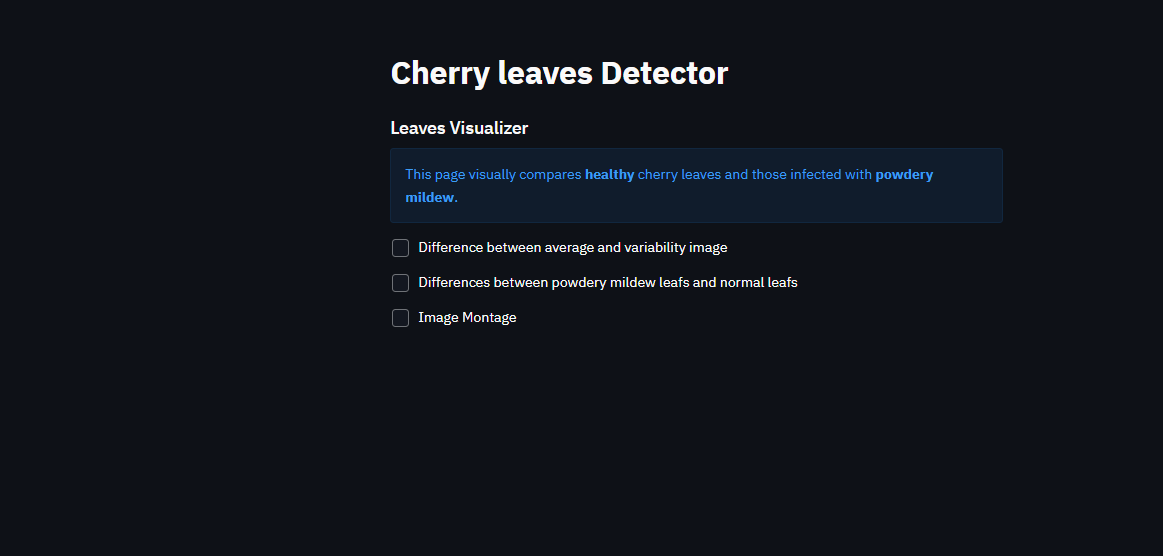 Cherry leaves Detector
Leaves Visualizer
This page visually compares healthy cherry leaves and those infected with powdery
mildew.
Difference between average and variability image
Differences between powdery mildew leafs and normal leafs
Image Montage